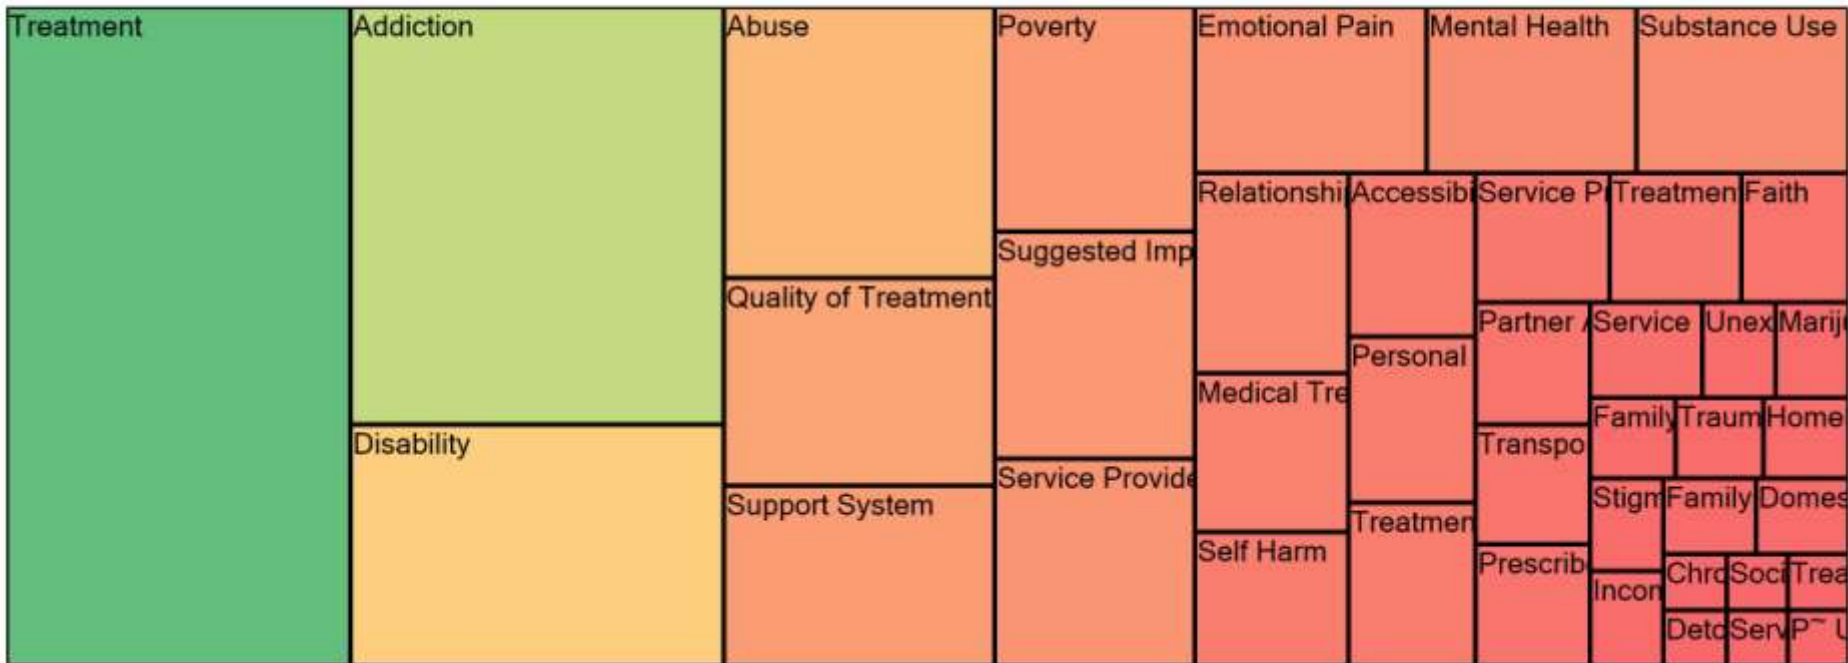 Treatment
Addiction
Disability
Abuse
Quality of Treatment
Support System
Poverty
Suggested Imp
Service Provide
Emotional Pain
Mental Health
Substance Use
Relationshi
Medical Tre
Self Harm
Accessibi
Personal
Treatmen
Service P
Treatmen
Faith
Partner
Transpo
Prescrib
Service
Unex
Marij
Family
Traum
Home
Stigm
Family
Domes
Incom
Chro
Soci
Trea
Deto
Serv
P~ U